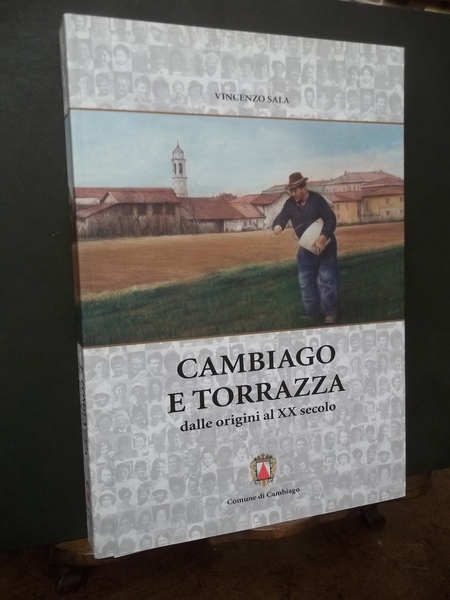 VINCENZO SALA
CAMBIAGO
E TORRAZZA
dalle origini al XX secolo
Comune di Cambiago